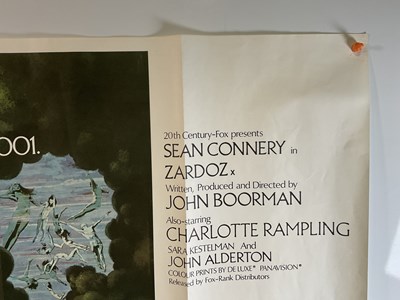 001.
20th Century-Fox presents
SEAN CONNERY in
ZARDOZ x
Written, Produced and Directed by
JOHN BOORMAN
Also-starring
CHARLOTTE RAMPLING
SARA KESTELMAN And
JOHN ALDERTON
COLOUR PRINTS BY DE LUXE* PANAVISION*
Released by Fox-Rank Distributors